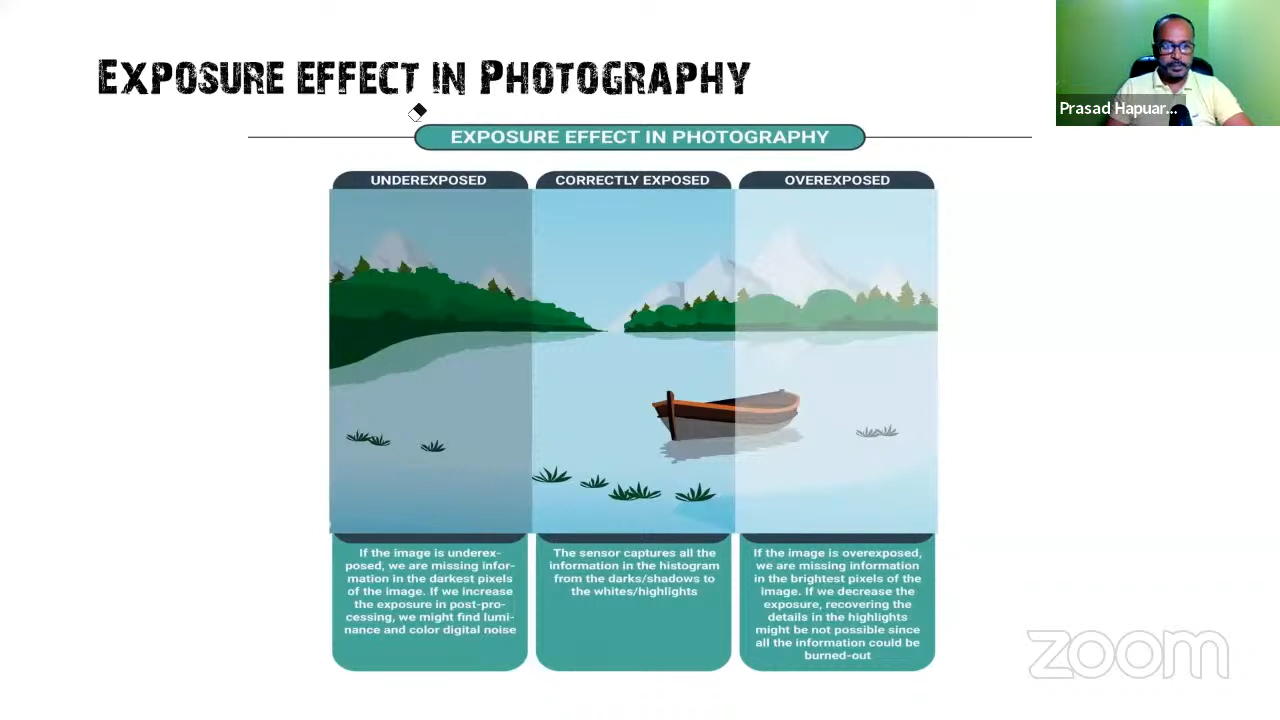 Exposure effect in Photography
Prasad Hapuar...
EXPOSURE EFFECT IN PHOTOGRAPHY
UNDEREXPOSED
CORRECTLY EXPOSED
OVEREXPOSED
If the image is underex-
posed, we are missing infor-
mation in the darkest pixels
of the image. If we increase
the exposure in post-pro-
cessing, we might find lumi-
nance and color digital noise
The sensor captures all the
information in the histogram
from the darks/shadows to
the whites/highlights
If the image is overexposed,
we are missing information
in the brightest pixels of the
image. If we decrease the
exposure, recovering the
details in the highlights
might be not possible since
all the information could be
burned-out
zoom